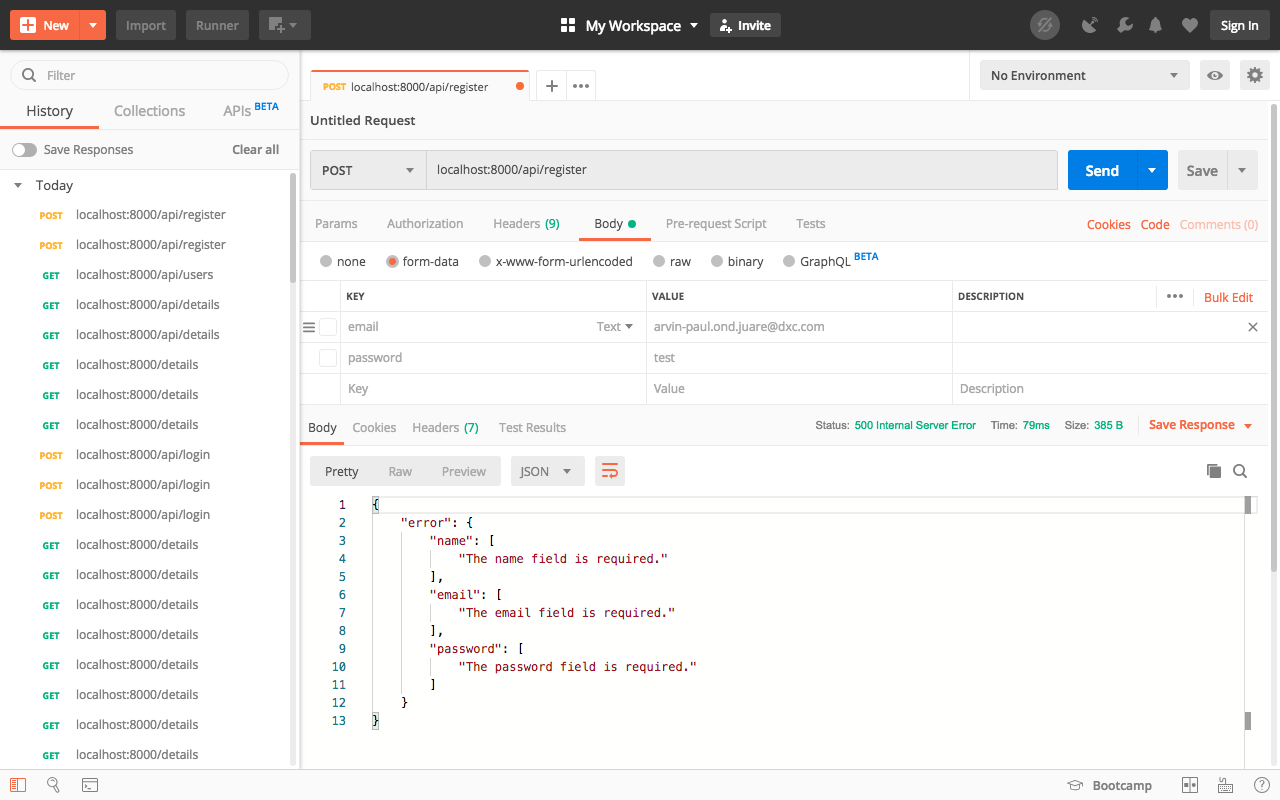 New Import Runner My Workspace Invite Sign In
Filter
History Collections APIs BETA
Save Responses Clear all
Today
POST localhost:8000/api/register
POST localhost:8000/api/register
GET localhost:8000/api/users
GET localhost:8000/api/details
GET localhost:8000/api/details
GET localhost:8000/details
GET localhost:8000/details
GET localhost:8000/details
POST localhost:8000/api/login
POST localhost:8000/api/login
POST localhost:8000/api/login
GET localhost:8000/details
GET localhost:8000/details
GET localhost:8000/details
GET localhost:8000/details
GET localhost:8000/details
GET localhost:8000/details
GET localhost:8000/details
GET localhost:8000/details
POST localhost:8000/api/register
No Environment
Untitled Request
POST localhost:8000/api/register Send Save
Params Authorization Headers (9) Body Pre-request Script Tests Cookies Code Comments (0)
none form-data x-www-form-urlencoded raw binary GraphQL BETA
KEY VALUE DESCRIPTION Bulk Edit
email Text arvin-paul.ond.juare@dxc.com
password test
Key Value Description
Body Cookies Headers (7) Test Results Status: 500 Internal Server Error Time: 79ms Size: 385 B Save Response
Pretty Raw Preview JSON
1 {
2 "error": {
3 "name": [
4 "The name field is required."
5 ],
6 "email": [
7 "The email field is required."
8 ],
9 "password": [
10 "The password field is required."
11 ]
12 }
13 }
Bootcamp